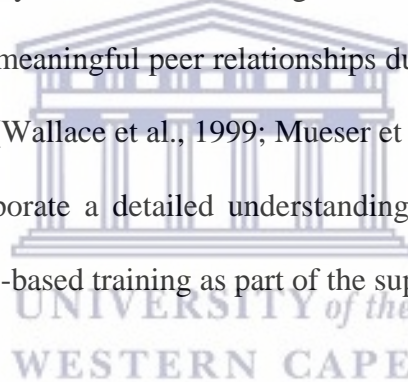 meaningful peer relationships du
Wallace et al., 1999; Mueser et
porate a detailed understanding
-based training as part of the sup
UNIVERSITY of the
WESTERN CAPE